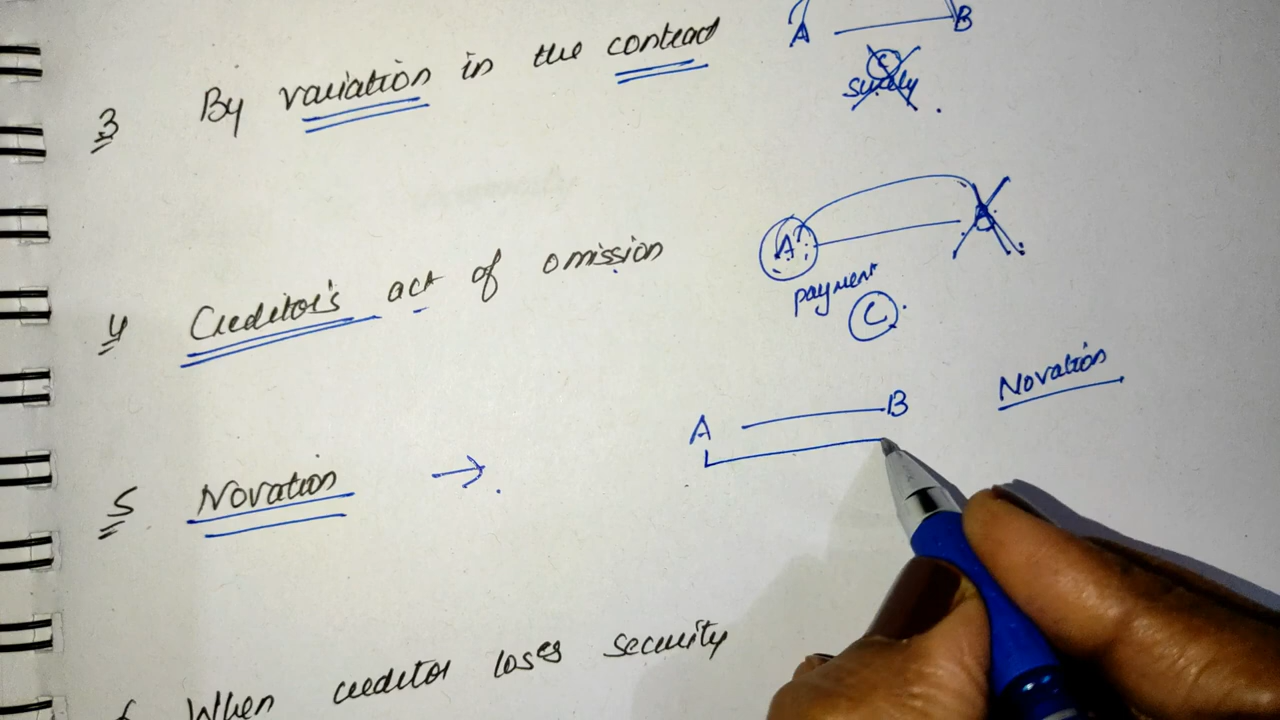 A B
3 By variation in the contract
C
surety
A
payment
C
4 Creditor's act of omission
Novation
A B
5 Novation →
6 When creditor loses security